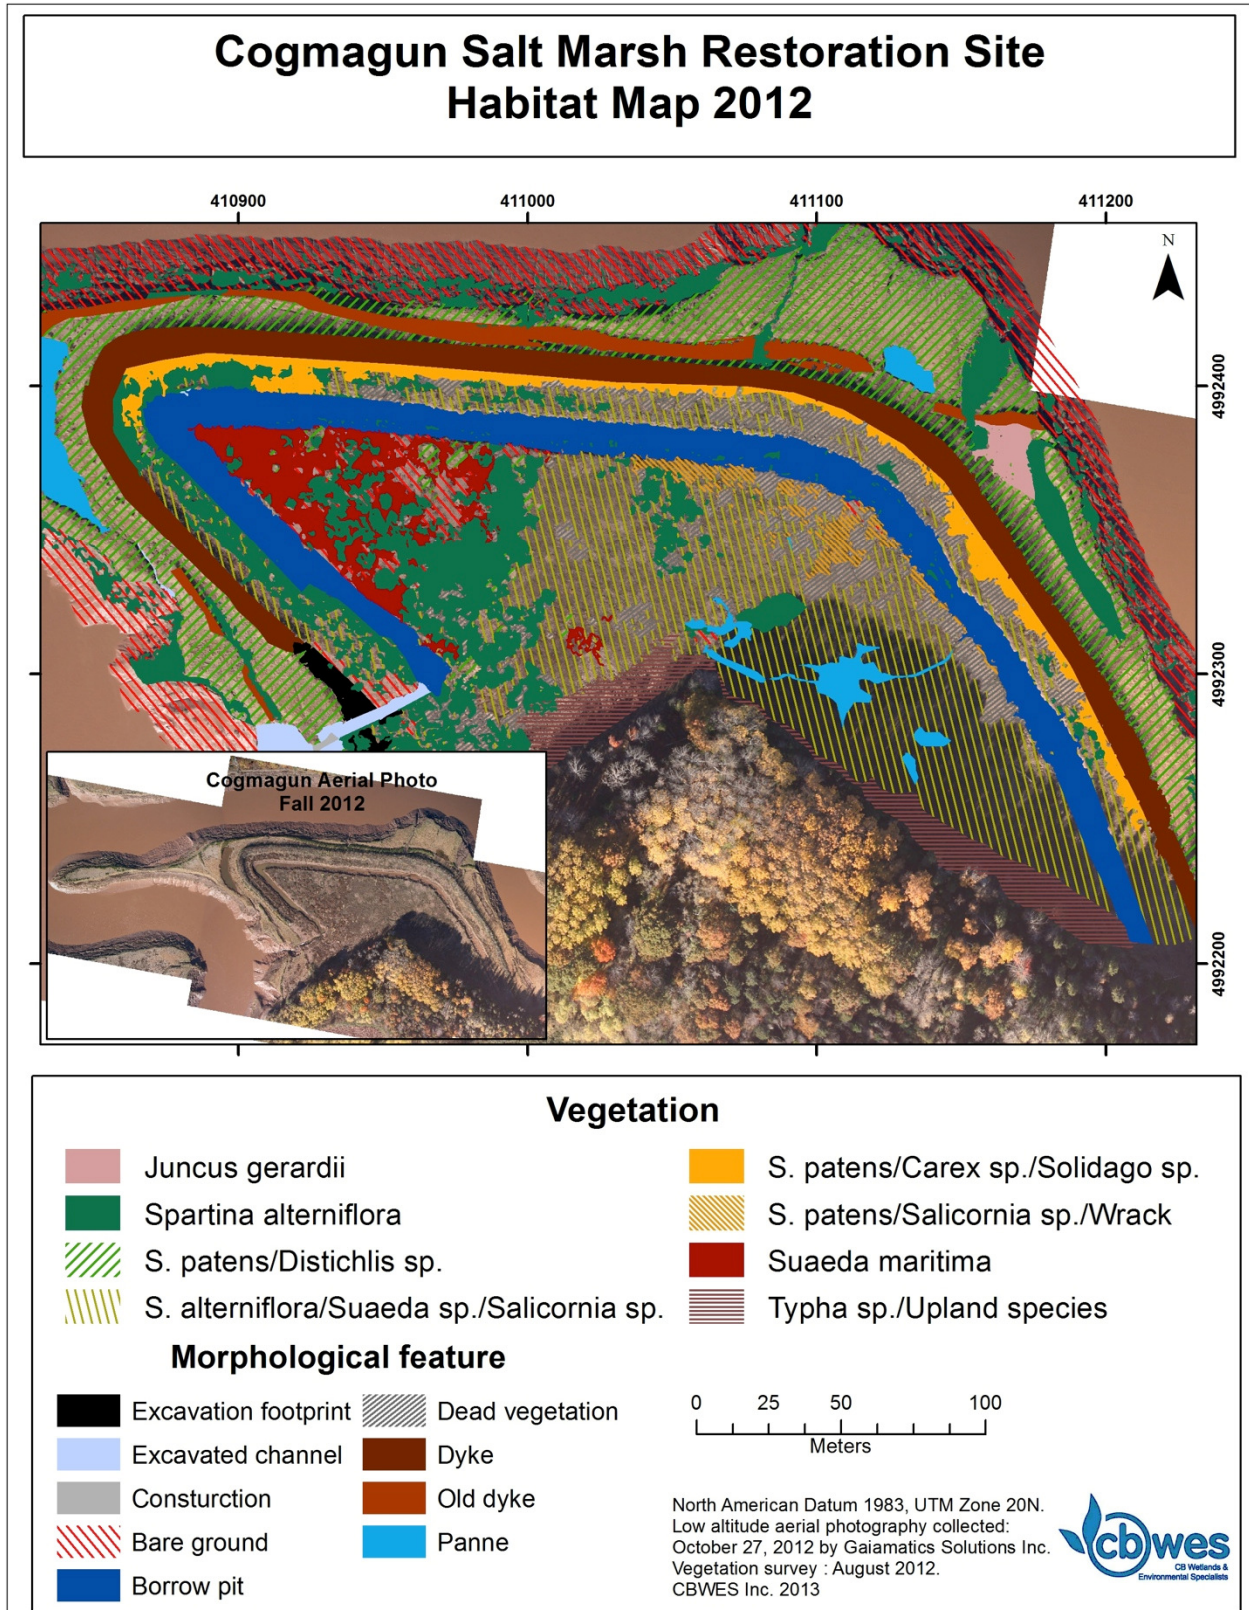 Cogmagun Salt Marsh Restoration Site
Habitat Map 2012
410900 411000 411100 411200
N
4992400
4992300
4992200
Cogmagun Aerial Photo
Fall 2012
Vegetation
Juncus gerardii
Spartina alterniflora
S. patens/Distichlis sp.
S. alterniflora/Suaeda sp./Salicornia sp.
S. patens/Carex sp./Solidago sp.
S. patens/Salicornia sp./Wrack
Suaeda maritima
Typha sp./Upland species
Morphological feature
Excavation footprint
Excavated channel
Consturction
Bare ground
Borrow pit
Dead vegetation
Dyke
Old dyke
Panne
0 25 50 100
Meters
North American Datum 1983, UTM Zone 20N.
Low altitude aerial photography collected:
October 27, 2012 by Gaiamatics Solutions Inc.
Vegetation survey : August 2012.
CBWES Inc. 2013
cbwes
CB Wetlands &
Environmental Specialists